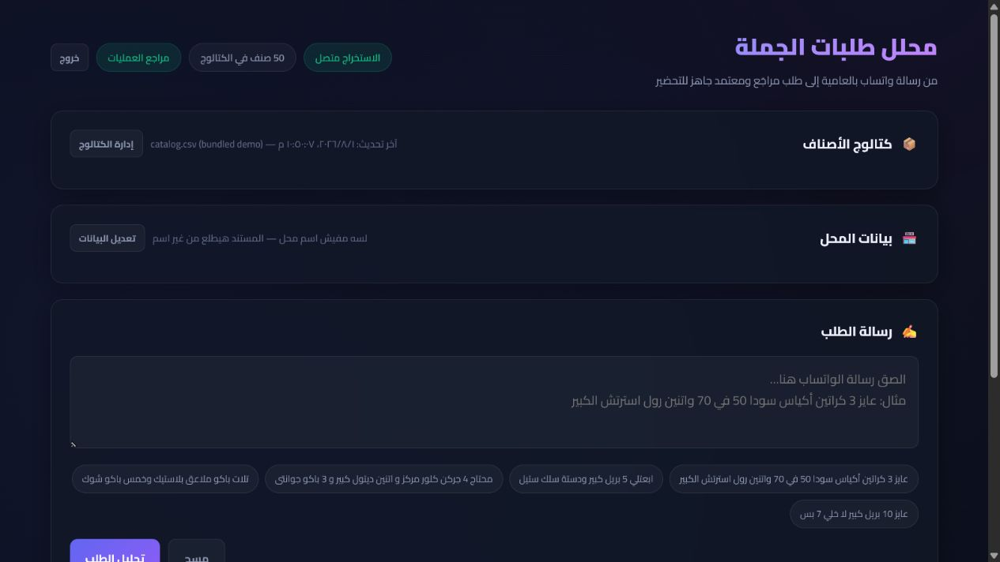 محلل طلبات الجملة
من رسالة واتساب بالعامية إلى طلب مراجَع ومعتمد جاهز للتحضير
الاستخراج متصل
50 صنف في الكتالوج
مراجع العمليات
خروج
📦 كتالوج الأصناف
آخر تحديث: ٢٠٢٦/٨/١، ١٠:٥٠:٠٧ م — catalog.csv (bundled demo)
إدارة الكتالوج
🏪 بيانات المحل
لسه مفيش اسم محل — المستند هيطلع من غير اسم
تعديل البيانات
✍️ رسالة الطلب
الصق رسالة الواتساب هنا...
مثال: عايز 3 كراتين أكياس سودا 50 في 70 واتنين رول استرتش الكبير
عايز 3 كراتين أكياس سودا 50 في 70 واتنين رول استرتش الكبير
ابعتلي 5 بريل كبير ودستة سلك ستيل
محتاج 4 جركن كلور مركز و اتنين ديتول كبير و 3 باكو جوانتى
تلات باكو ملاعق بلاستيك وخمس باكو شوك
عايز 10 بريل كبير لا خلي 7 بس
مسح
تحليل الطلب